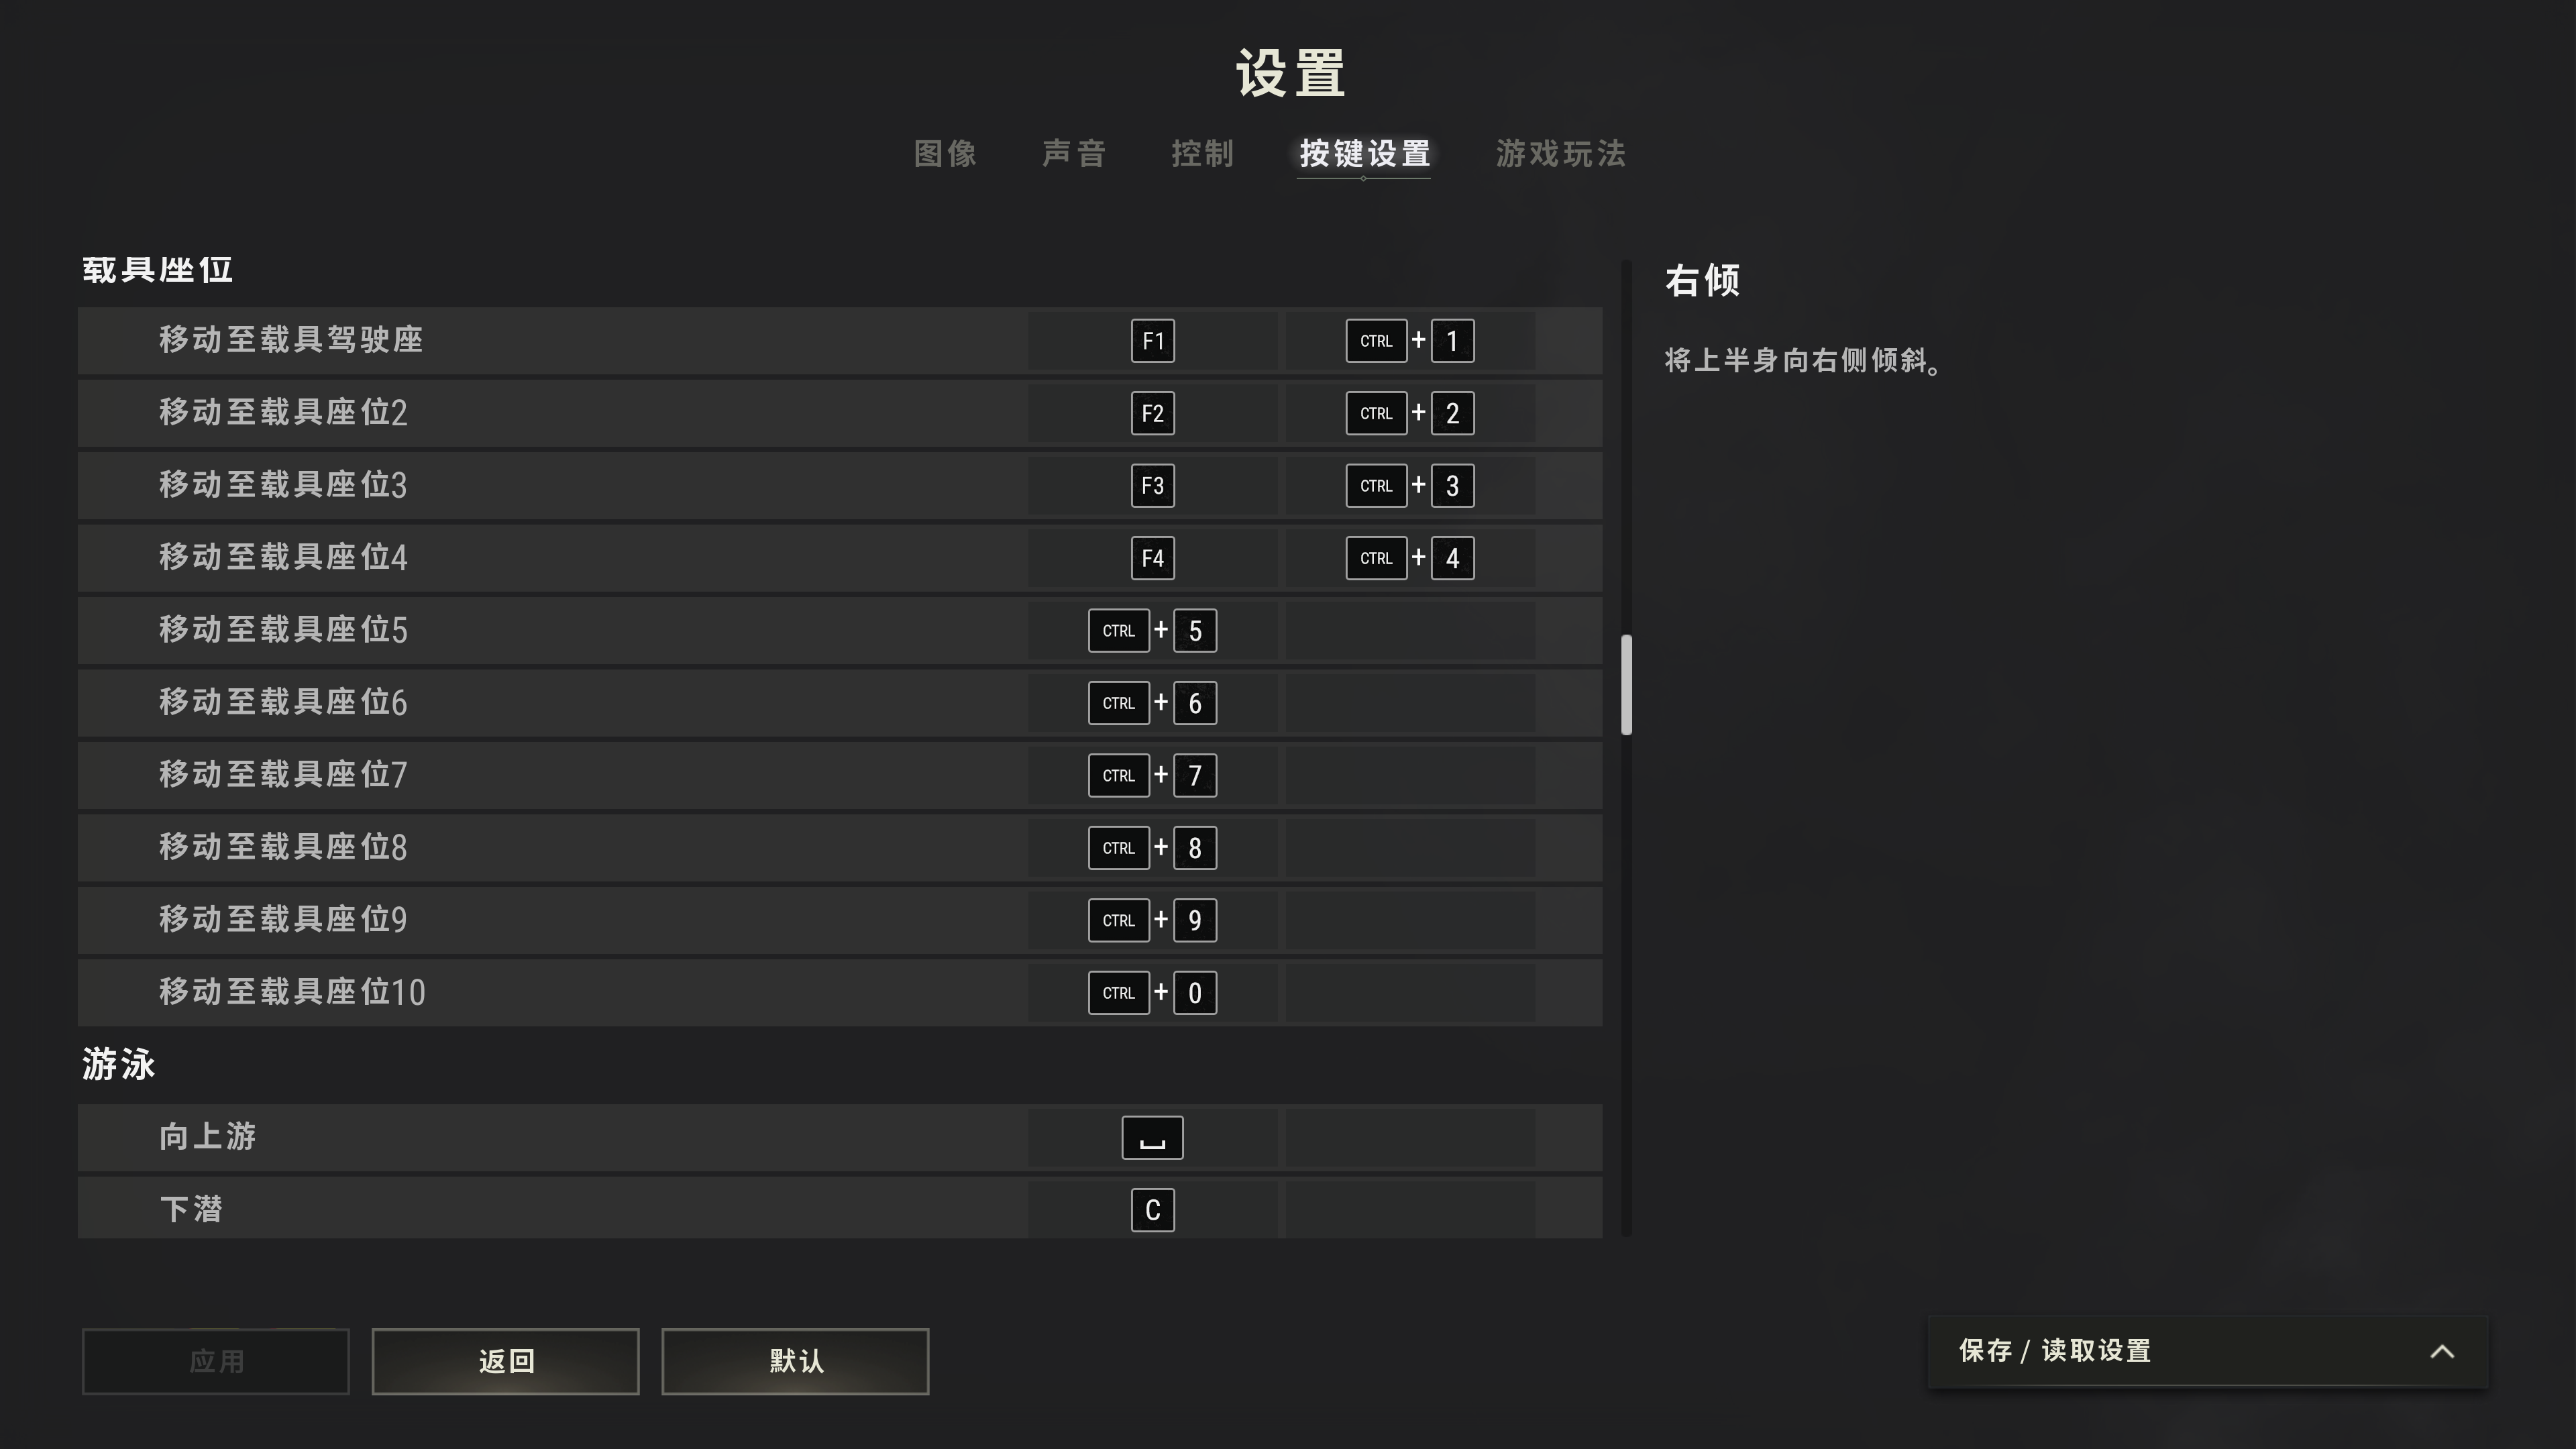 设置
图像 声音 控制 按键设置 游戏玩法
载具座位
移动至载具驾驶座 F1 CTRL + 1
移动至载具座位2 F2 CTRL + 2
移动至载具座位3 F3 CTRL + 3
移动至载具座位4 F4 CTRL + 4
移动至载具座位5 CTRL + 5
移动至载具座位6 CTRL + 6
移动至载具座位7 CTRL + 7
移动至载具座位8 CTRL + 8
移动至载具座位9 CTRL + 9
移动至载具座位10 CTRL + 0
游泳
向上游
下潜 C
右倾
将上半身向右侧倾斜。
应用 返回 默认
保存 / 读取设置